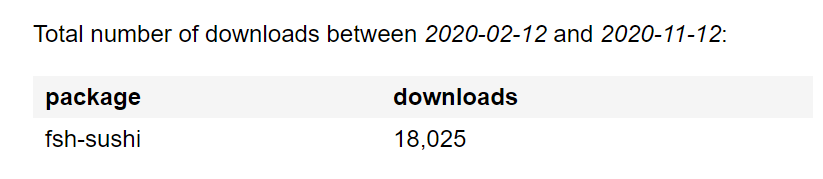 Total number of downloads between 2020-02-12 and 2020-11-12:
package downloads
fsh-sushi 18,025